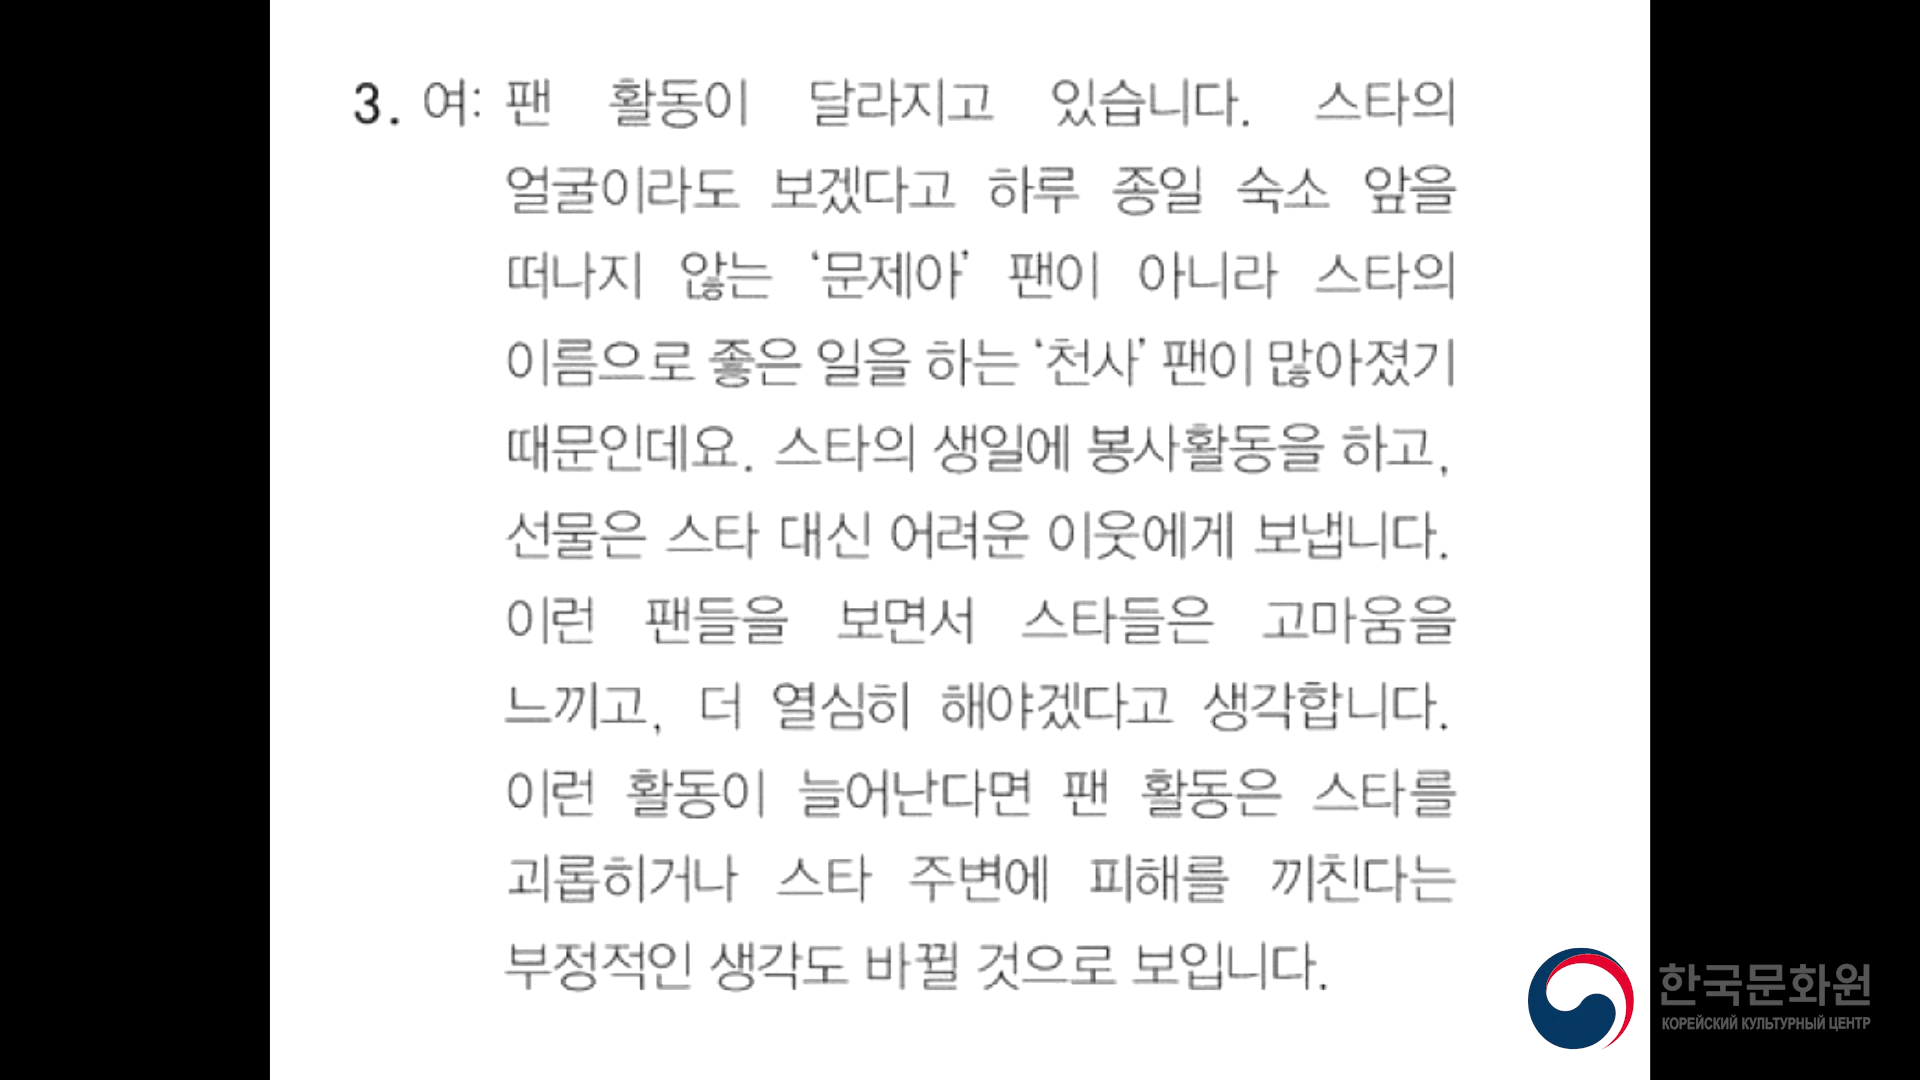 3. 여: 팬 활동이 달라지고 있습니다. 스타의
얼굴이라도 보겠다고 하루 종일 숙소 앞을
떠나지 않는 ‘문제아’ 팬이 아니라 스타의
이름으로 좋은 일을 하는 ‘천사’ 팬이 많아졌기
때문인데요. 스타의 생일에 봉사활동을 하고,
선물은 스타 대신 어려운 이웃에게 보냅니다.
이런 팬들을 보면서 스타들은 고마움을
느끼고, 더 열심히 해야겠다고 생각합니다.
이런 활동이 늘어난다면 팬 활동은 스타를
괴롭히거나 스타 주변에 피해를 끼친다는
부정적인 생각도 바뀔 것으로 보입니다.
한국문화원
КОРЕЙСКИЙ КУЛЬТУРНЫЙ ЦЕНТР